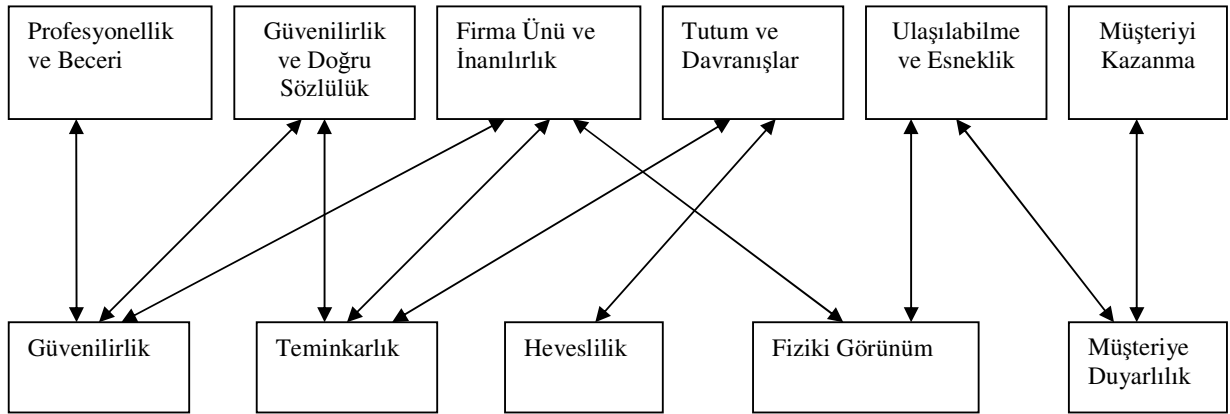 Profesyonellik
ve Beceri
Güvenilirlik
ve Doğru
Sözlülük
Firma Ünü ve
İnanılırlık
Tutum ve
Davranışlar
Ulaşılabilme
ve Esneklik
Müşteriyi
Kazanma
Güvenilirlik
Teminkarlık
Heveslilik
Fiziki Görünüm
Müşteriye
Duyarlılık